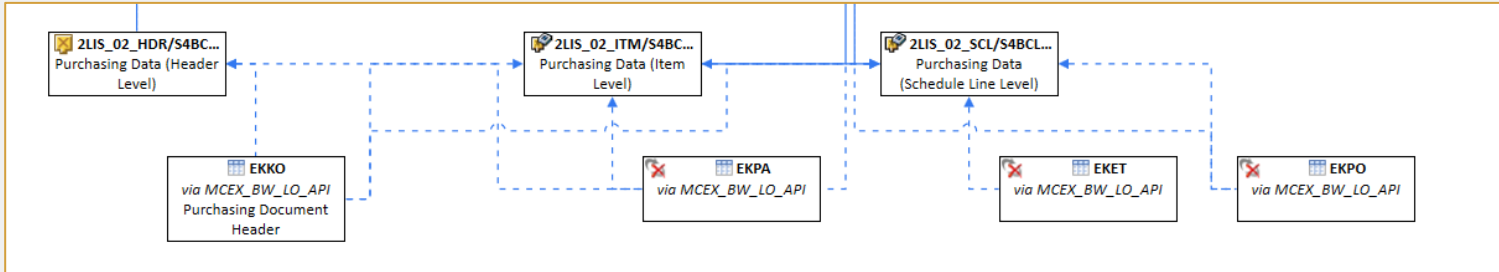 2LIS_02_HDR/S4BC...
Purchasing Data (Header
Level)
2LIS_02_ITM/S4BC...
Purchasing Data (Item
Level)
2LIS_02_SCL/S4BCL...
Purchasing Data
(Schedule Line Level)
EKKO
via MCEX_BW_LO_API
Purchasing Document
Header
EKPA
via MCEX_BW_LO_API
EKET
via MCEX_BW_LO_API
EKPO
via MCEX_BW_LO_API